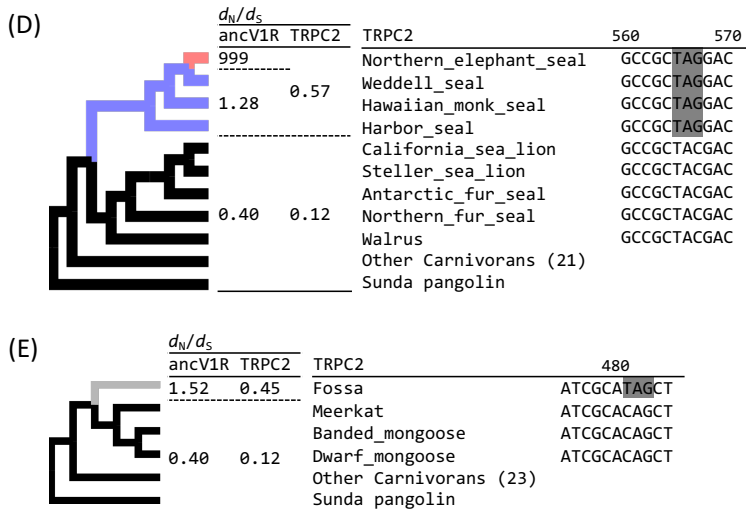 (D)
dN/dS
ancV1R TRPC2 TRPC2 560 570
999 Northern_elephant_seal GCCGCTAGGAC
0.57 Weddell_seal GCCGCTAGGAC
1.28 Hawaiian_monk_seal GCCGCTAGGAC
Harbor_seal GCCGCTAGGAC
California_sea_lion GCCGCTACGAC
Steller_sea_lion GCCGCTACGAC
Antarctic_fur_seal GCCGCTACGAC
0.40 0.12 Northern_fur_seal GCCGCTACGAC
Walrus GCCGCTACGAC
Other Carnivorans (21)
Sunda pangolin
(E)
dN/dS
ancV1R TRPC2 TRPC2 480
1.52 0.45 Fossa ATCGCATAGCT
Meerkat ATCGCACAGCT
Banded_mongoose ATCGCACAGCT
0.40 0.12 Dwarf_mongoose ATCGCACAGCT
Other Carnivorans (23)
Sunda pangolin